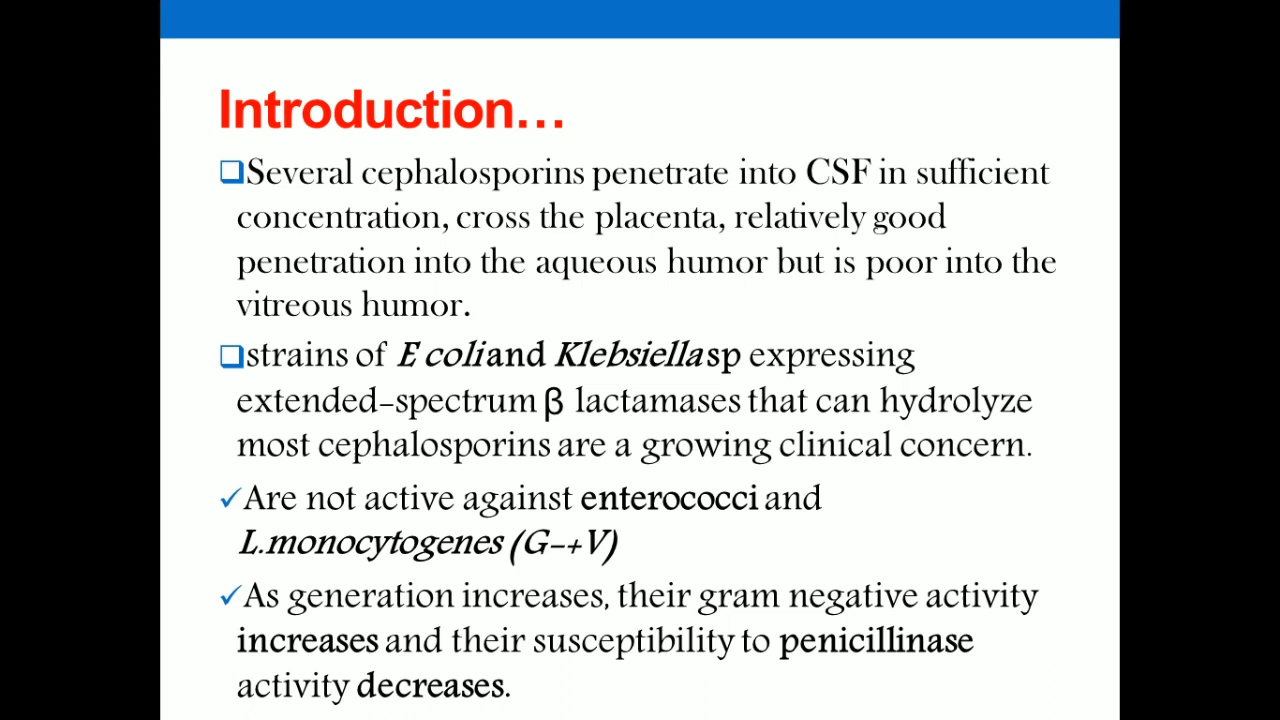 Introduction…
Several cephalosporins penetrate into CSF in sufficient
concentration, cross the placenta, relatively good
penetration into the aqueous humor but is poor into the
vitreous humor.
strains of E coli and Klebsiella sp expressing
extended-spectrum β lactamases that can hydrolyze
most cephalosporins are a growing clinical concern.
Are not active against enterococci and
L.monocytogenes (G-+V)
As generation increases, their gram negative activity
increases and their susceptibility to penicillinase
activity decreases.